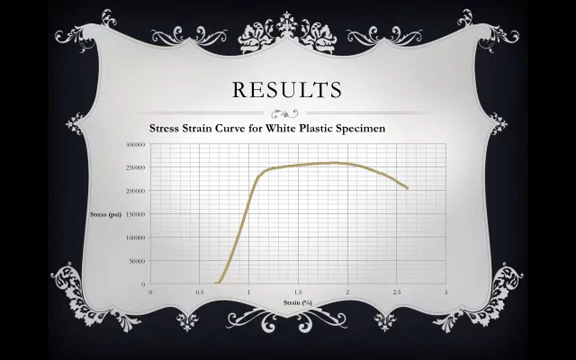 RESULTS
Stress Strain Curve for White Plastic Specimen
300000
250000
200000
Stress (psi) 150000
100000
50000
0
0 0.5 1 1.5 2 2.5 3
Strain (%)